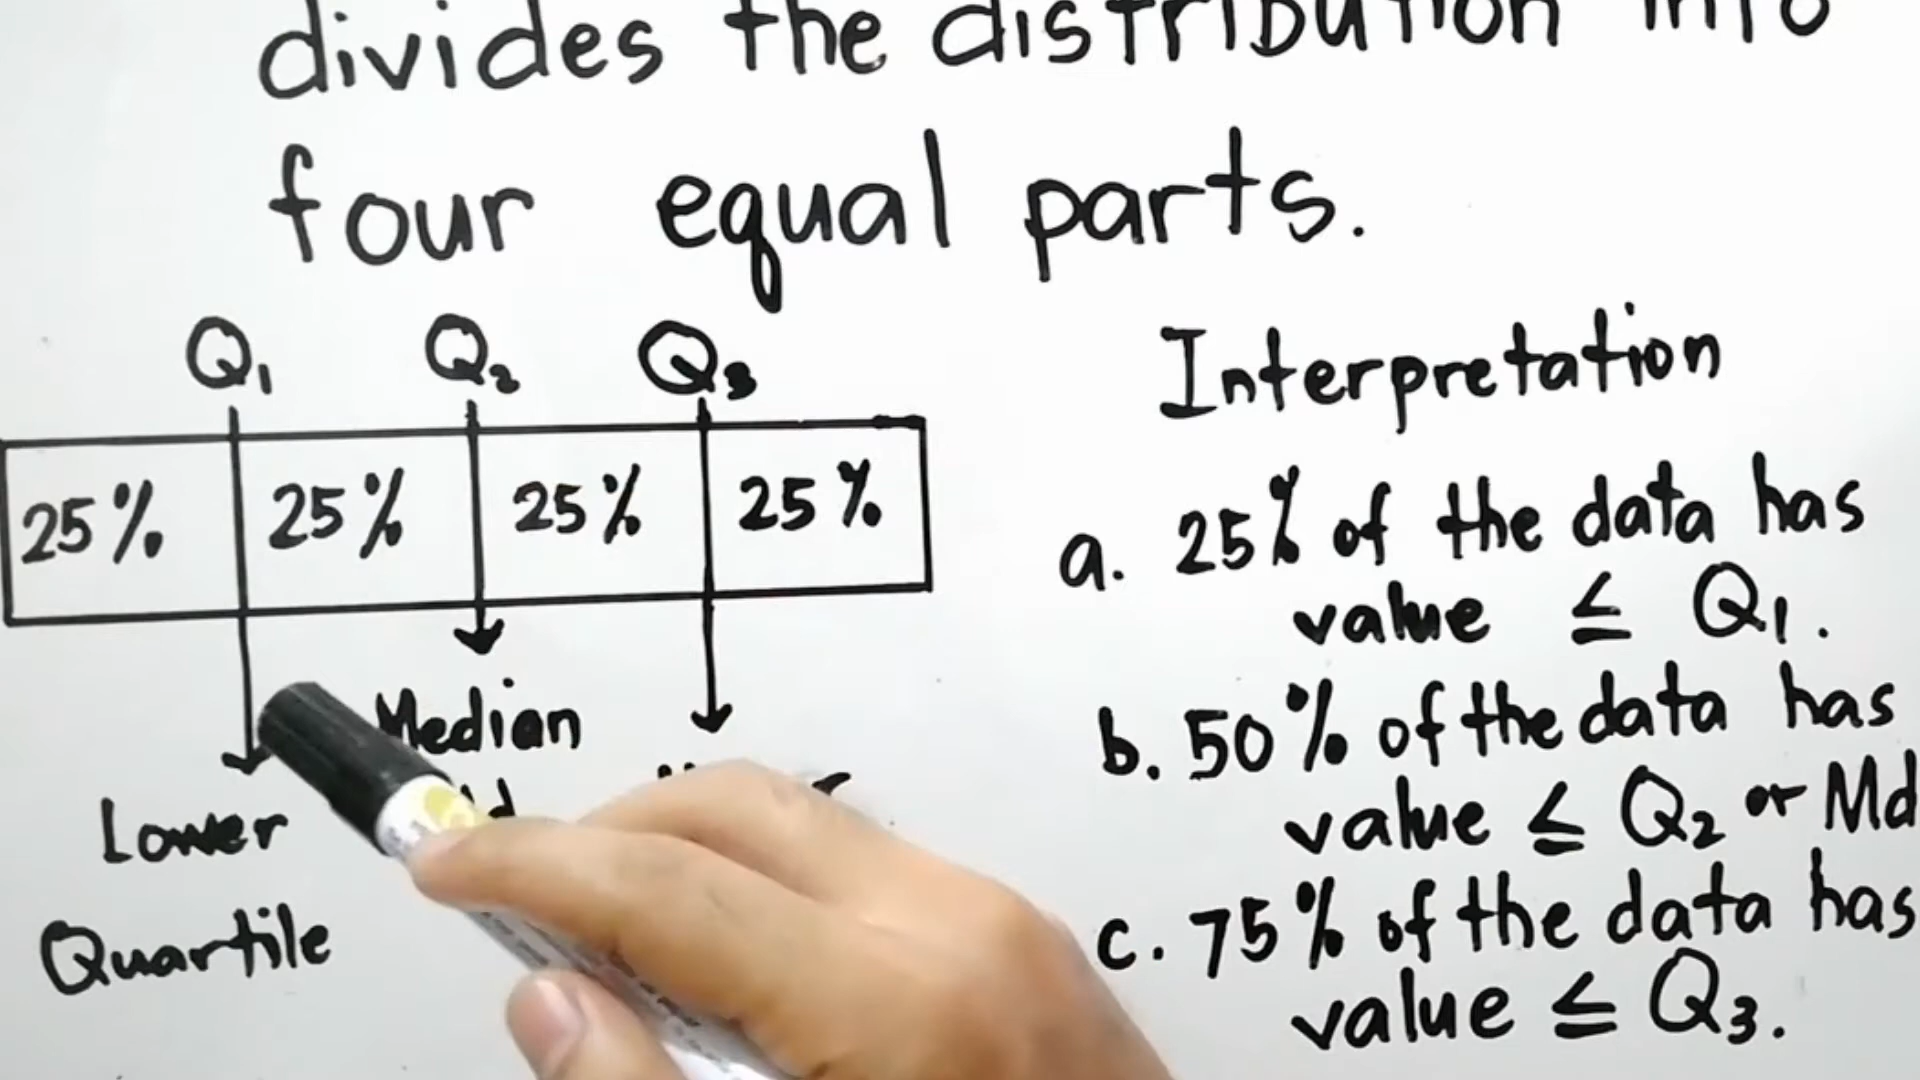 divides the distribution into
four equal parts.
Q₁ Q₂ Q₃
25% 25% 25% 25%
Median
Lower
Quartile
Interpretation
a. 25% of the data has
value ≤ Q₁.
b. 50% of the data has
value ≤ Q₂ or Md
c. 75% of the data has
value ≤ Q₃.